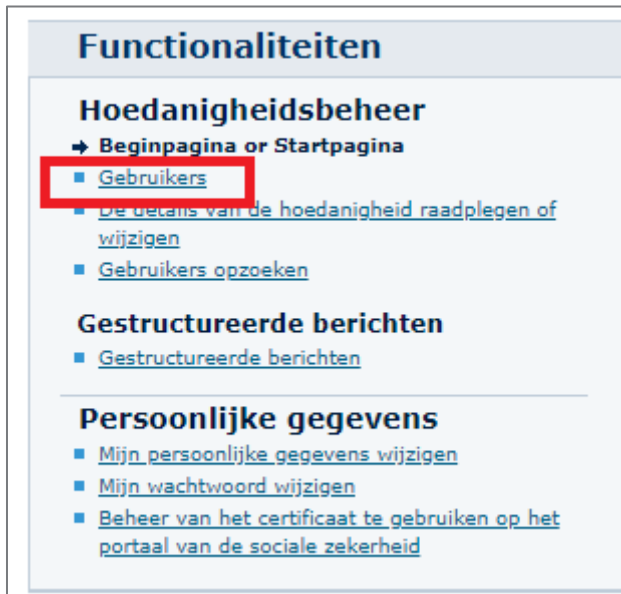 Functionaliteiten
Hoedanigheidsbeheer
Beginpagina or Startpagina
Gebruikers
De details van de hoedanigheid raadplegen of
wijzigen
Gebruikers opzoeken
Gestructureerde berichten
Gestructureerde berichten
Persoonlijke gegevens
Mijn persoonlijke gegevens wijzigen
Mijn wachtwoord wijzigen
Beheer van het certificaat te gebruiken op het
portaal van de sociale zekerheid